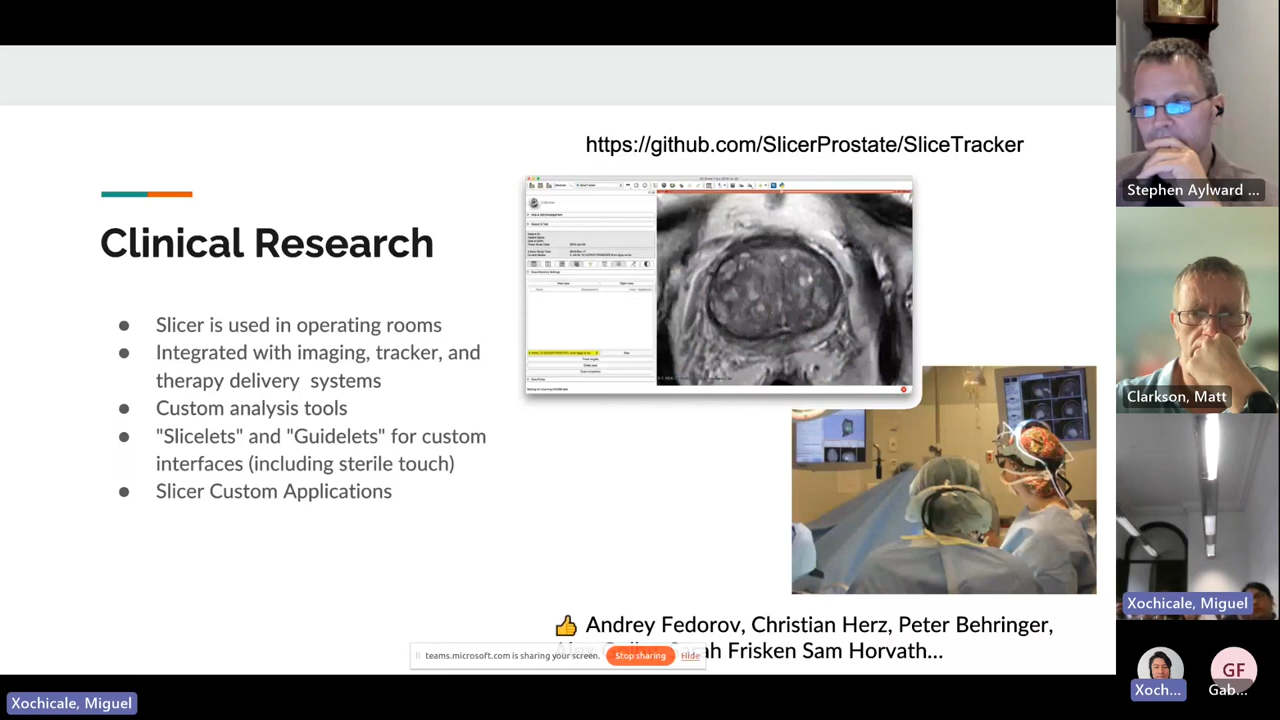 https://github.com/SlicerProstate/SliceTracker
Clinical Research
● Slicer is used in operating rooms
● Integrated with imaging, tracker, and
therapy delivery systems
● Custom analysis tools
● "Slicelets" and "Guidelets" for custom
interfaces (including sterile touch)
● Slicer Custom Applications
👍 Andrey Fedorov, Christian Herz, Peter Behringer,
Sarah Frisken Sam Horvath...
teams.microsoft.com is sharing your screen.
Stop sharing
Hide
Xochicale, Miguel
Stephen Aylward ...
Clarkson, Matt
Xochicale, Miguel
Xoch...
GF
Gab...